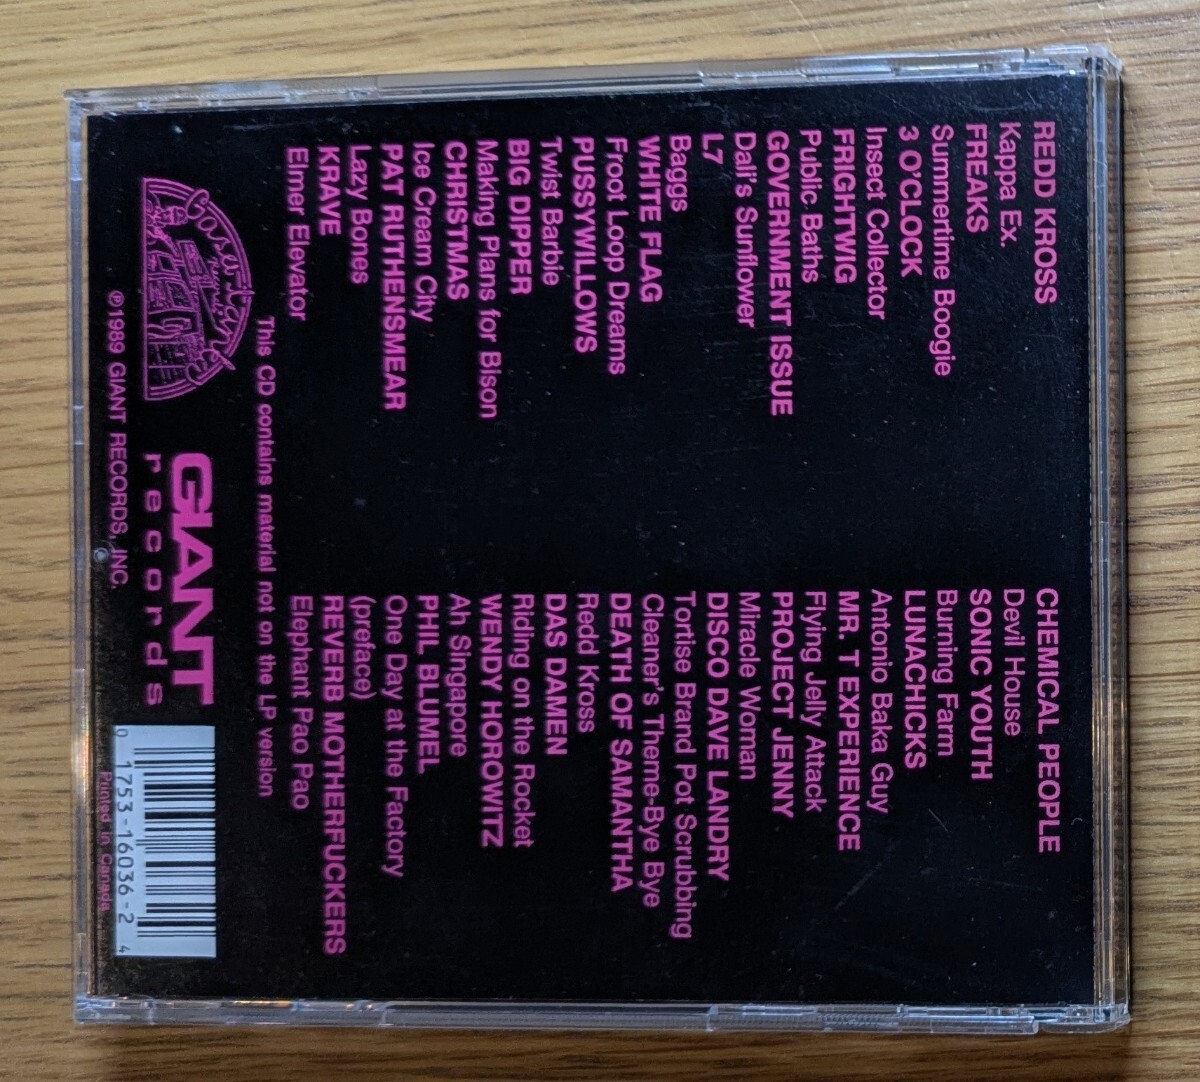 REDD KROSS
Kappa Ex.
FREAKS
Summertime Boogie
3 O'CLOCK
Insect Collector
FRIGHTWIG
Public Baths
GOVERNMENT ISSUE
Dali's Sunflower
L7
Baggs
WHITE FLAG
Froot Loop Dreams
PUSSYWILLOWS
Twist Barbie
BIG DIPPER
Making Plans for Bison
CHRISTMAS
Ice Cream City
PAT RUTHENSMEAR
Lazy Bones
KRAVE
Elmer Elevator
CHEMICAL PEOPLE
Devil House
SONIC YOUTH
Burning Farm
LUNACHICKS
Antonio Baka Guy
MR. T EXPERIENCE
Flying Jelly Attack
PROJECT JENNY
Miracle Woman
DISCO DAVE LANDRY
Tortise Brand Pot Scrubbing
Cleaner's Theme-Bye Bye
DEATH OF SAMANTHA
Redd Kross
DAS DAMEN
Riding on the Rocket
WENDY HOROWITZ
Ah Singapore
PHIL BLUMEL
One Day at the Factory
(preface)
REVERB MOTHERFUCKERS
Elephant Pao Pao
This CD contains material not on the LP version
GIANT
records
℗1989 GIANT RECORDS, INC.
0 1753-16036-2 4
Printed in Canada